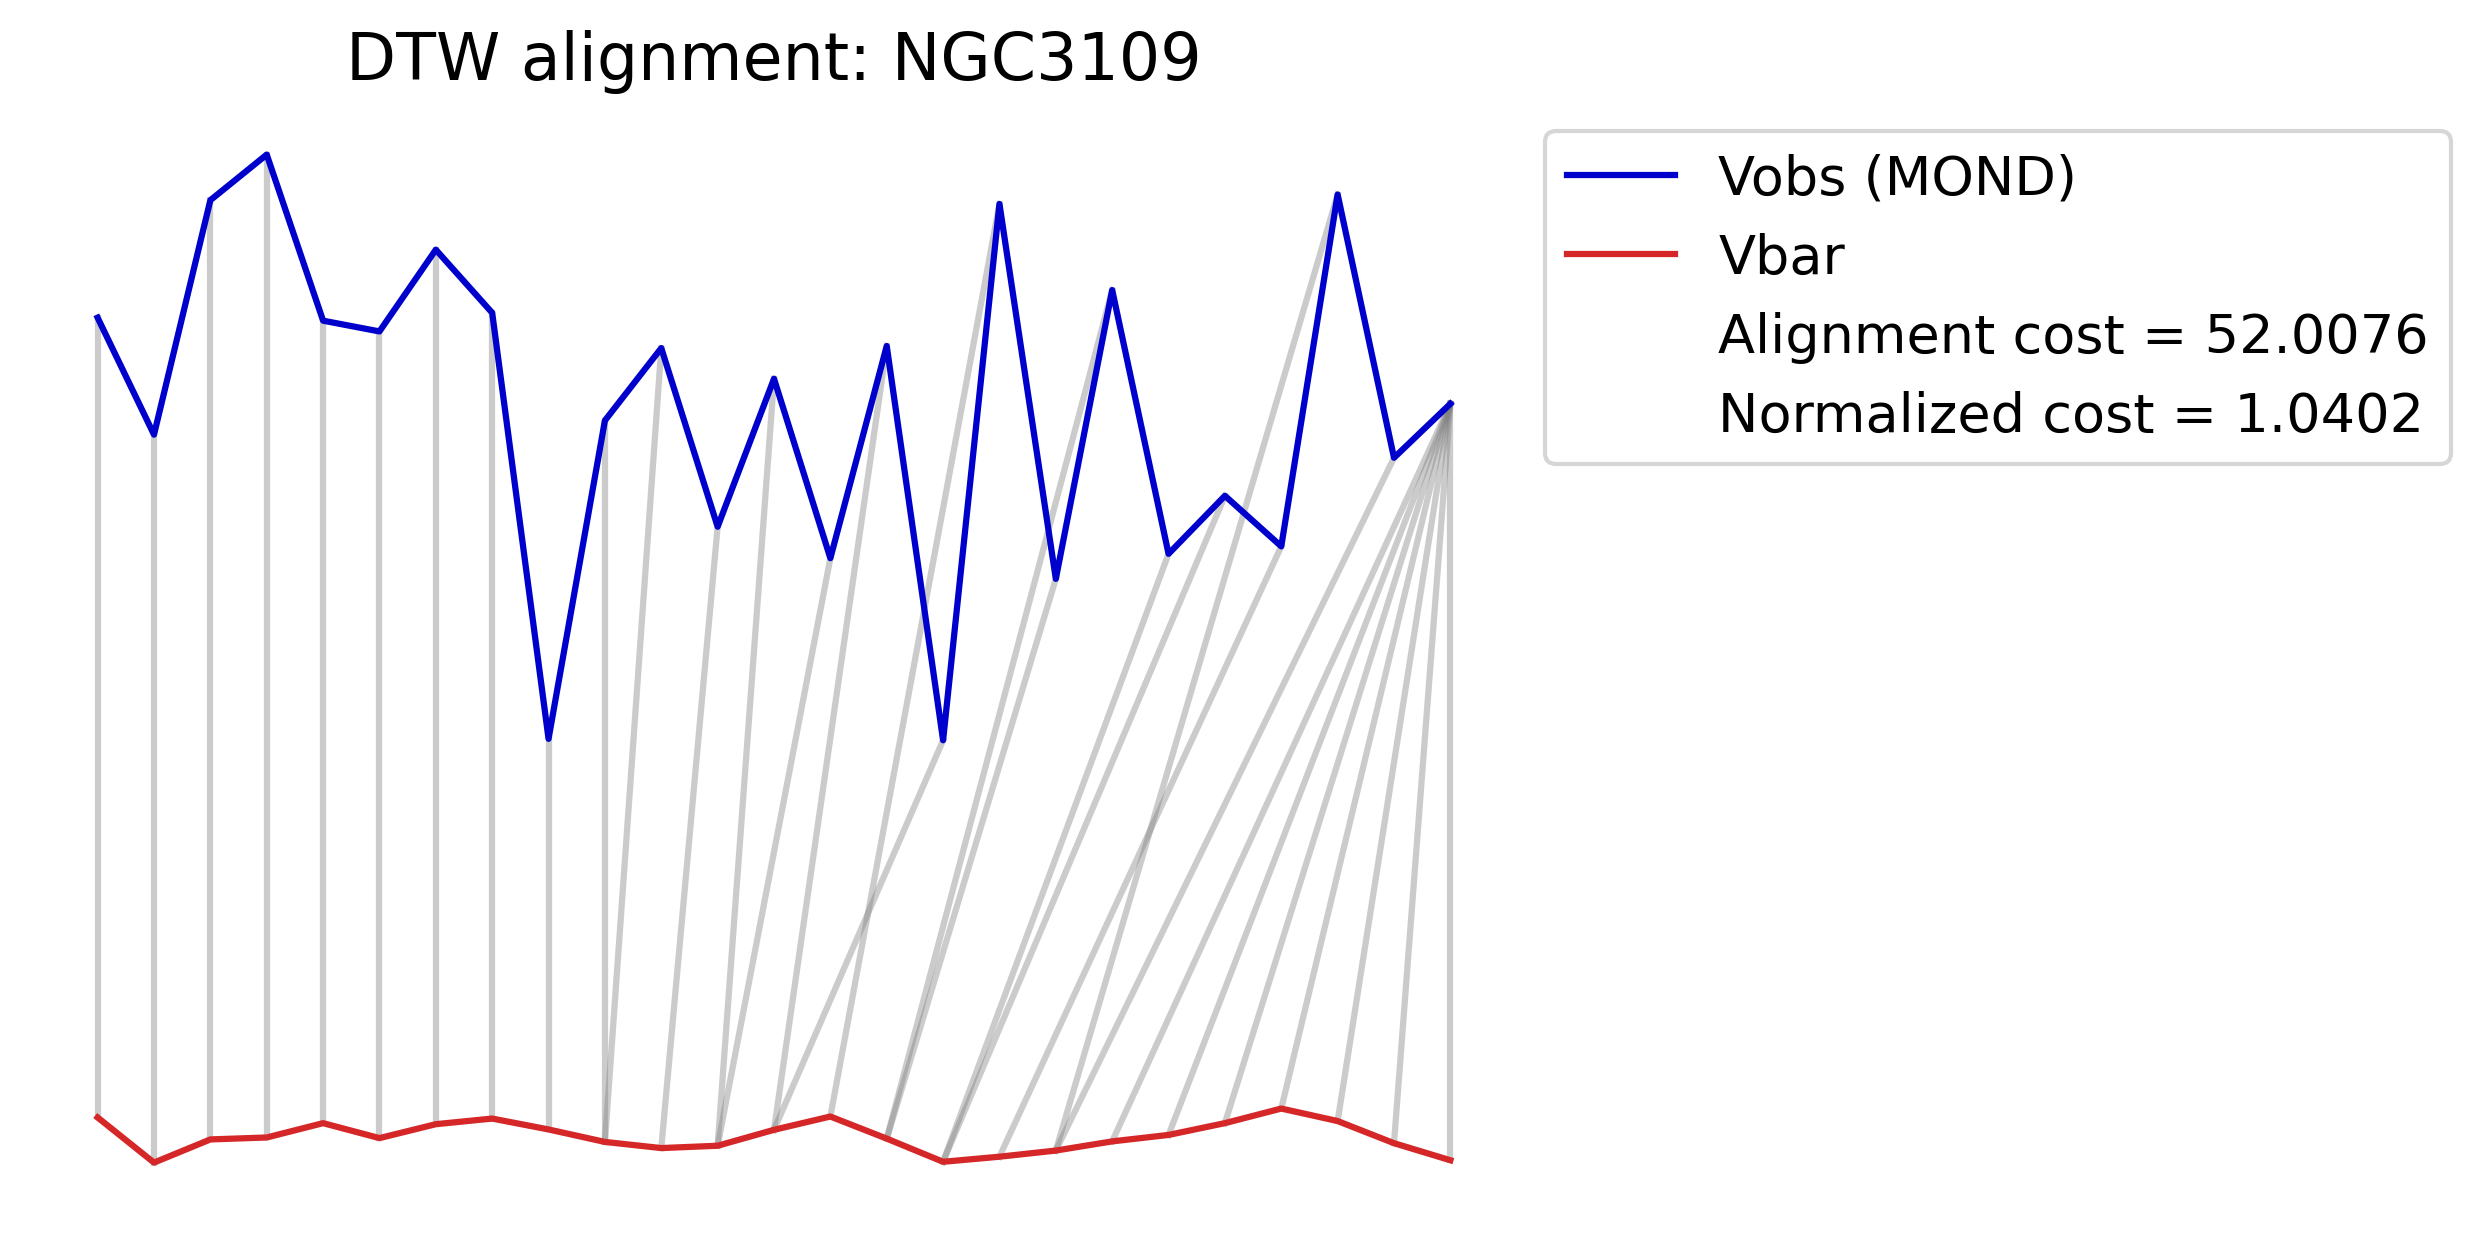 DTW alignment: NGC3109
Vobs (MOND)
Vbar
Alignment cost = 52.0076
Normalized cost = 1.0402